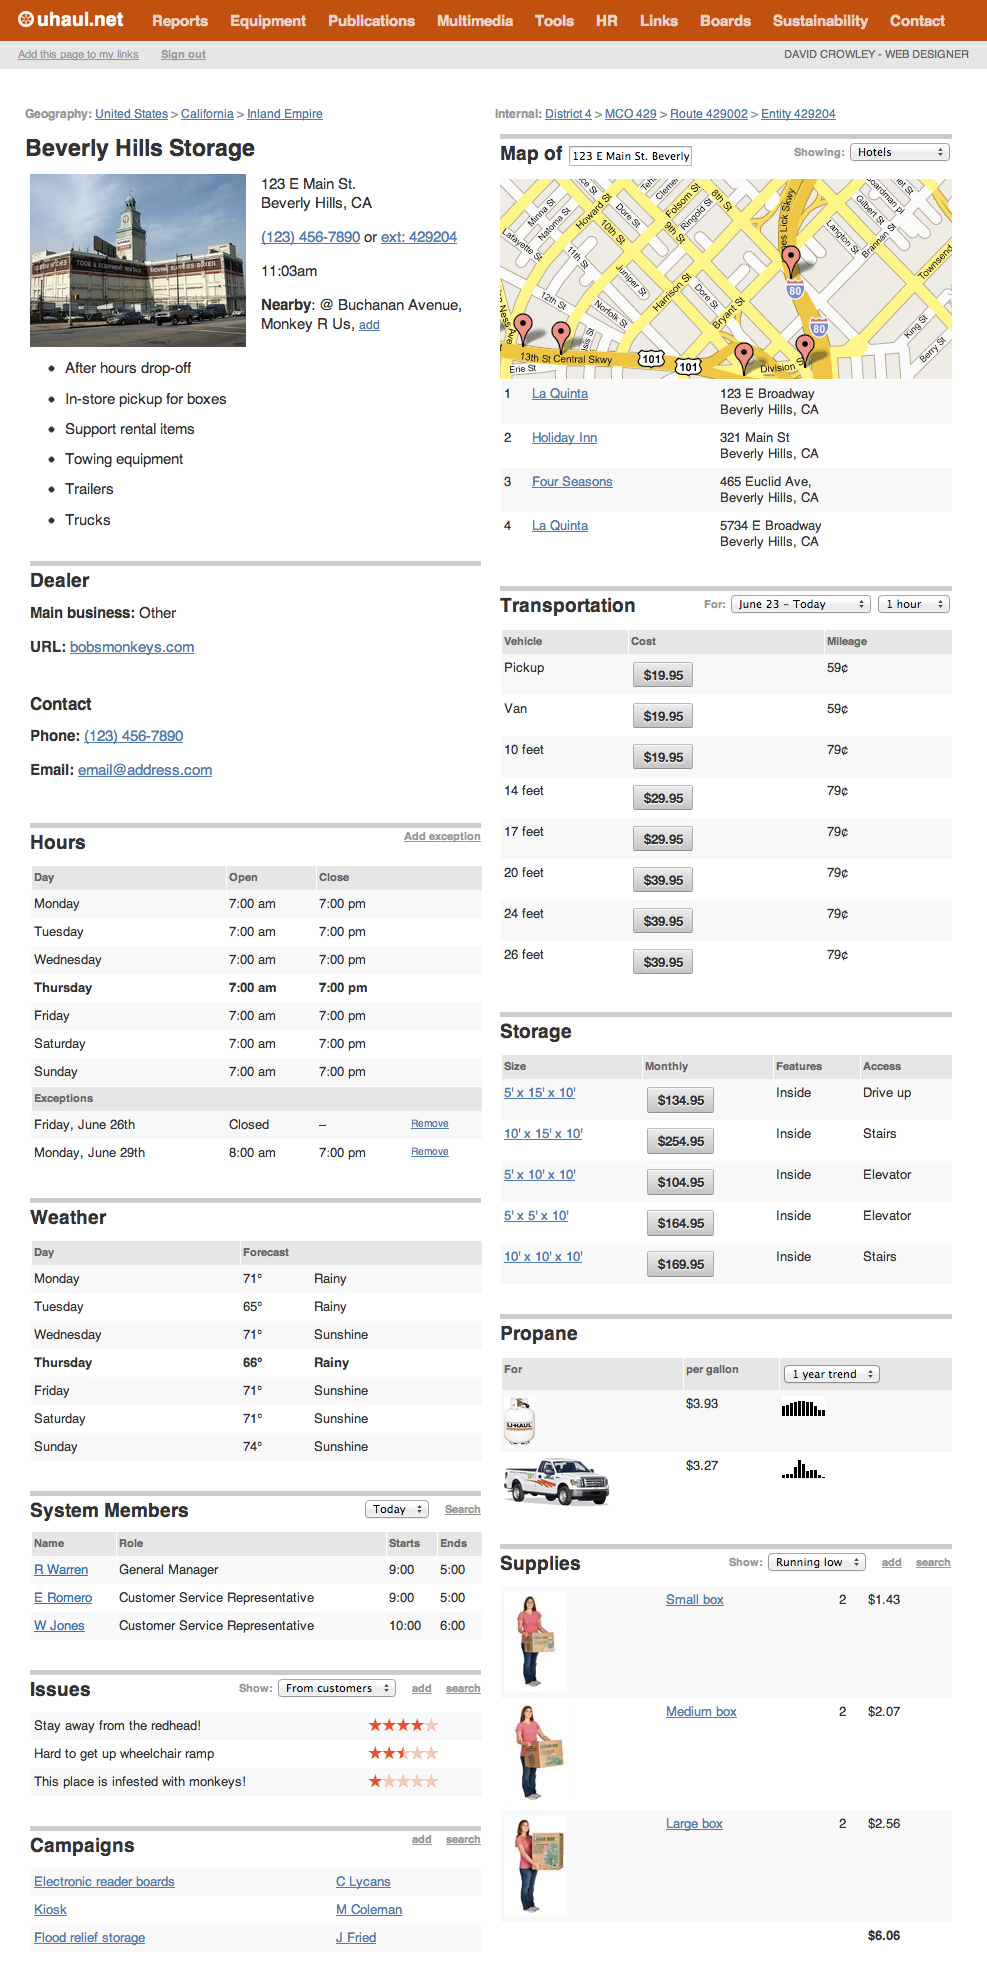 uhaul.net Reports Equipment Publications Multimedia Tools HR Links Boards Sustainability Contact
Add this page to my links Sign out DAVID CROWLEY - WEB DESIGNER
Geography: United States > California > Inland Empire
Beverly Hills Storage
123 E Main St.
Beverly Hills, CA
(123) 456-7890 or ext: 429204
11:03am
Nearby: @ Buchanan Avenue,
Monkey R Us, add
After hours drop-off
In-store pickup for boxes
Support rental items
Towing equipment
Trailers
Trucks
Dealer
Main business: Other
URL: bobsmonkeys.com
Contact
Phone: (123) 456-7890
Email: email@address.com
Hours Add exception
Day Open Close
Monday 7:00 am 7:00 pm
Tuesday 7:00 am 7:00 pm
Wednesday 7:00 am 7:00 pm
Thursday 7:00 am 7:00 pm
Friday 7:00 am 7:00 pm
Saturday 7:00 am 7:00 pm
Sunday 7:00 am 7:00 pm
Exceptions
Friday, June 26th Closed – Remove
Monday, June 29th 8:00 am 7:00 pm Remove
Weather
Day Forecast
Monday 71° Rainy
Tuesday 65° Rainy
Wednesday 71° Sunshine
Thursday 66° Rainy
Friday 71° Sunshine
Saturday 71° Sunshine
Sunday 74° Sunshine
System Members Today Search
Name Role Starts Ends
R Warren General Manager 9:00 5:00
E Romero Customer Service Representative 9:00 5:00
W Jones Customer Service Representative 10:00 6:00
Issues Show: From customers add search
Stay away from the redhead!
Hard to get up wheelchair ramp
This place is infested with monkeys!
Campaigns add search
Electronic reader boards C Lycans
Kiosk M Coleman
Flood relief storage J Fried
Internal: District 4 > MCO 429 > Route 429002 > Entity 429204
Map of 123 E Main St. Beverly Showing: Hotels
Minna St
Natoma St
Howard St
Lafayette St
Dore St
Folsom St
Ringold St
8th St
9th St
10th St
11th St
12th St
Juniper St
Norfolk St
Harrison St
Dore St
Bryant St
Langton St
Gilbert St
Brannan St
Townsend
King St
Berry St
80
80
13th St Central Skwy
101
101
Division St
Erie St
1 La Quinta 123 E Broadway
Beverly Hills, CA
2 Holiday Inn 321 Main St
Beverly Hills, CA
3 Four Seasons 465 Euclid Ave,
Beverly Hills, CA
4 La Quinta 5734 E Broadway
Beverly Hills, CA
Transportation For: June 23 – Today 1 hour
Vehicle Cost Mileage
Pickup $19.95 59¢
Van $19.95 59¢
10 feet $19.95 79¢
14 feet $29.95 79¢
17 feet $29.95 79¢
20 feet $39.95 79¢
24 feet $39.95 79¢
26 feet $39.95 79¢
Storage
Size Monthly Features Access
5' x 15' x 10' $134.95 Inside Drive up
10' x 15' x 10' $254.95 Inside Stairs
5' x 10' x 10' $104.95 Inside Elevator
5' x 5' x 10' $164.95 Inside Elevator
10' x 10' x 10' $169.95 Inside Stairs
Propane
For per gallon 1 year trend
U-HAUL $3.93
$3.27
Supplies Show: Running low add search
Small box 2 $1.43
Medium box 2 $2.07
Large box 2 $2.56
$6.06